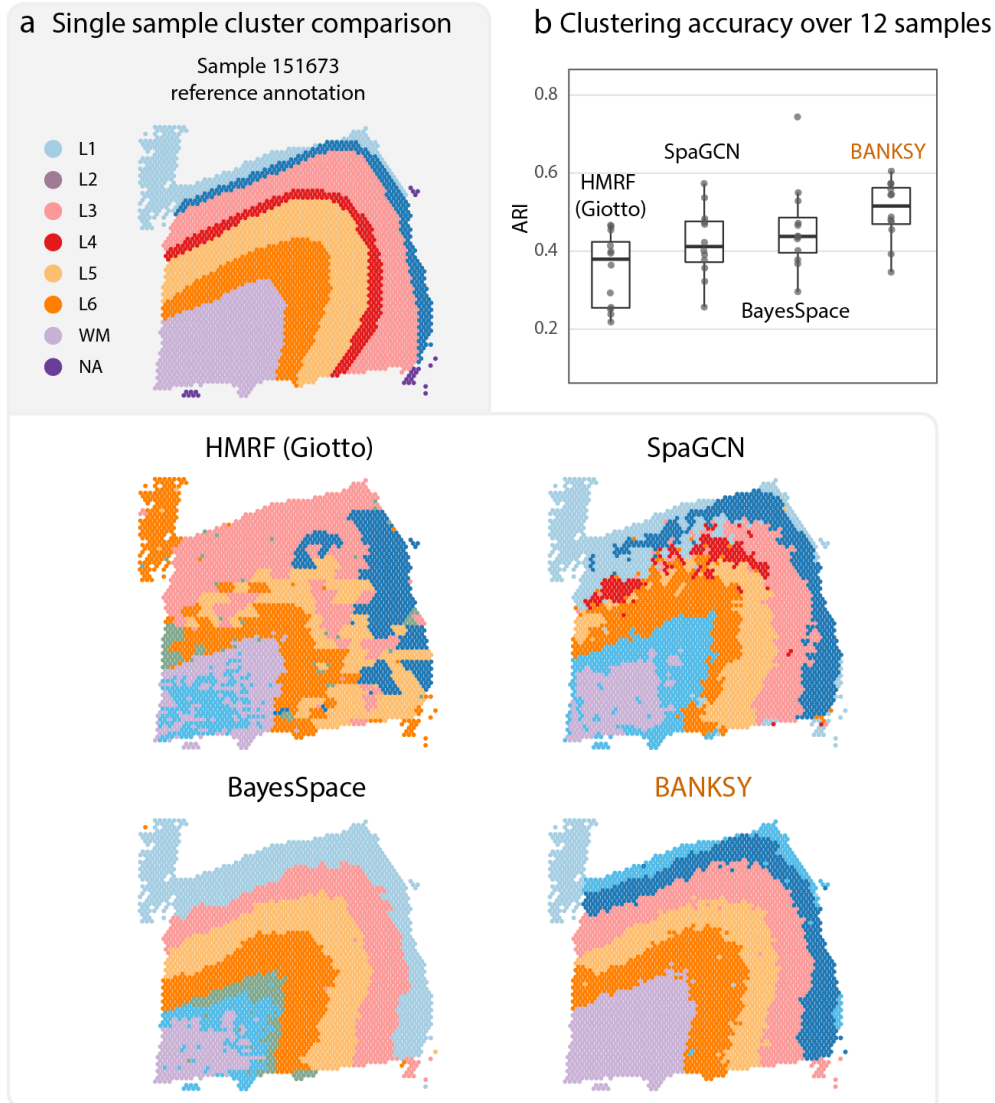 a Single sample cluster comparison
Sample 151673
reference annotation
L1
L2
L3
L4
L5
L6
WM
NA
b Clustering accuracy over 12 samples
0.8
0.6
0.4
0.2
ARI
HMRF
(Giotto)
SpaGCN
BayesSpace
BANKSY
HMRF (Giotto)
SpaGCN
BayesSpace
BANKSY